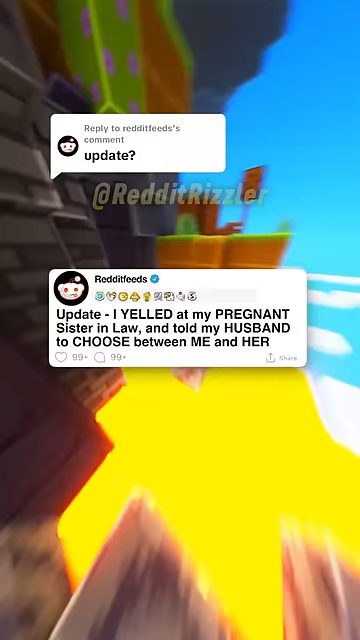 Reply to redditfeeds's
comment
update?
@RedditRizzler
Redditfeeds
Update - I YELLED at my PREGNANT
Sister in Law, and told my HUSBAND
to CHOOSE between ME and HER
99+ 99+ Share